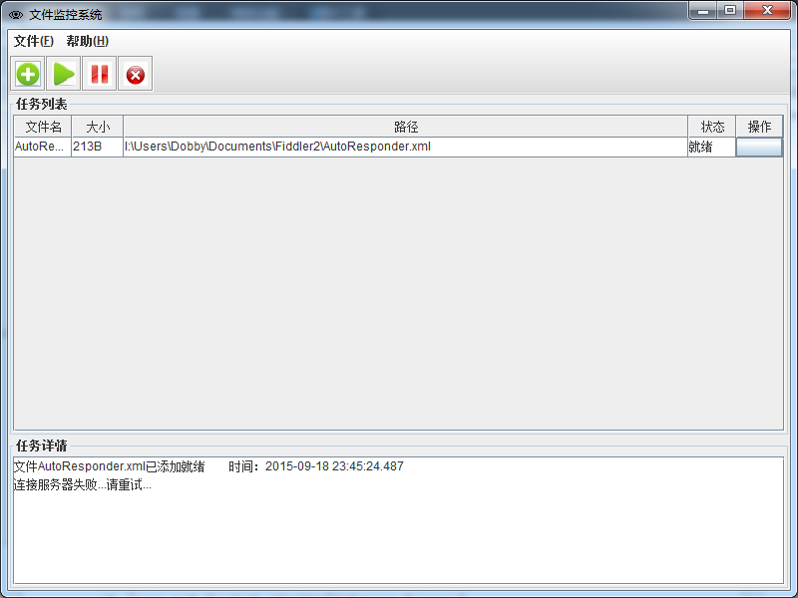 文件监控系统
文件(F) 帮助(H)
任务列表
文件名 大小 路径 状态 操作
AutoRe... 213B I:\Users\Dobby\Documents\Fiddler2\AutoResponder.xml 就绪
任务详情
文件AutoResponder.xml已添加就绪 时间：2015-09-18 23:45:24.487
连接服务器失败...请重试...